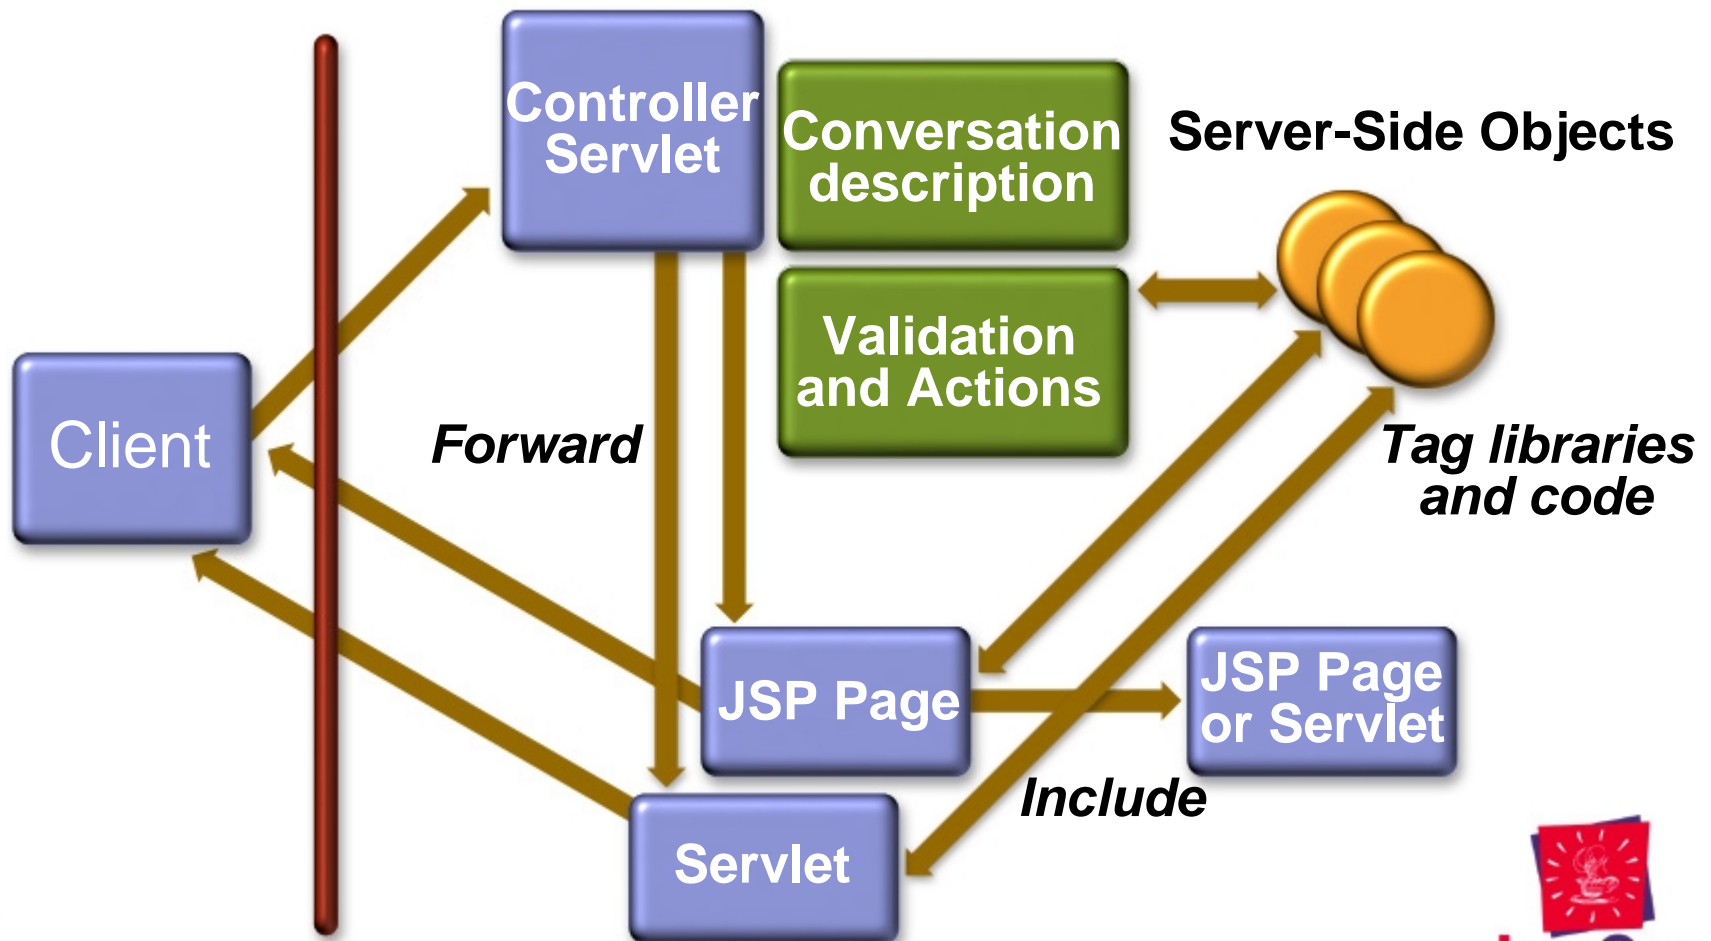 Controller
Servlet
Conversation
description
Server-Side Objects
Validation
and Actions
Client
Forward
Tag libraries
and code
JSP Page
JSP Page
or Servlet
Include
Servlet